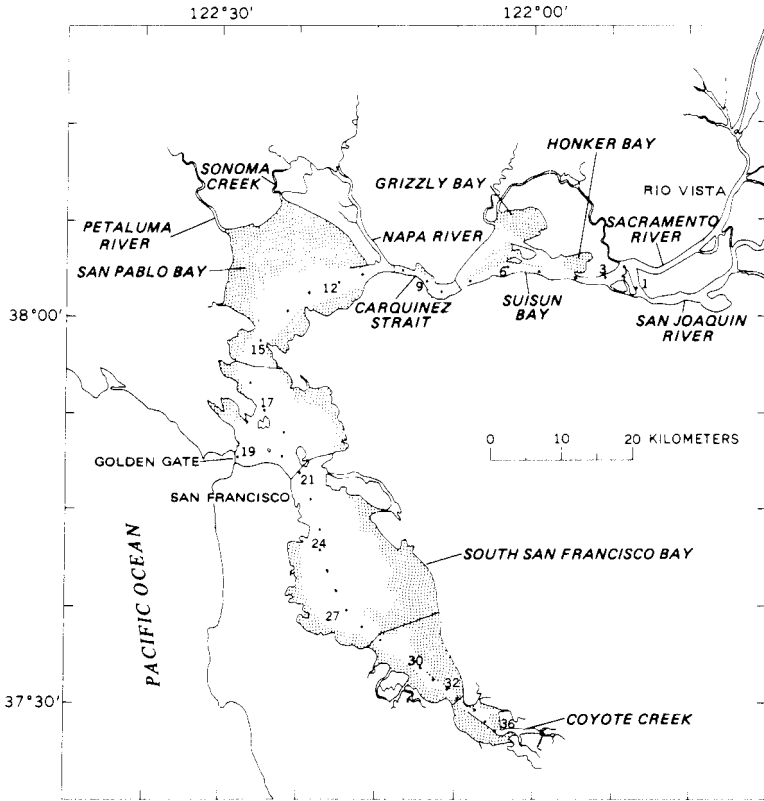 122°30'
122°00'
HONKER BAY
SONOMA
CREEK
GRIZZLY BAY
RIO VISTA
PETALUMA
RIVER
NAPA RIVER
SACRAMENTO
RIVER
SAN PABLO BAY
12
9
6
3
1
CARQUINEZ
STRAIT
SUISUN
BAY
SAN JOAQUIN
RIVER
38°00'
15
17
0 10 20 KILOMETERS
19
GOLDEN GATE
21
SAN FRANCISCO
24
SOUTH SAN FRANCISCO BAY
PACIFIC OCEAN
27
30
32
37°30'
36
COYOTE CREEK